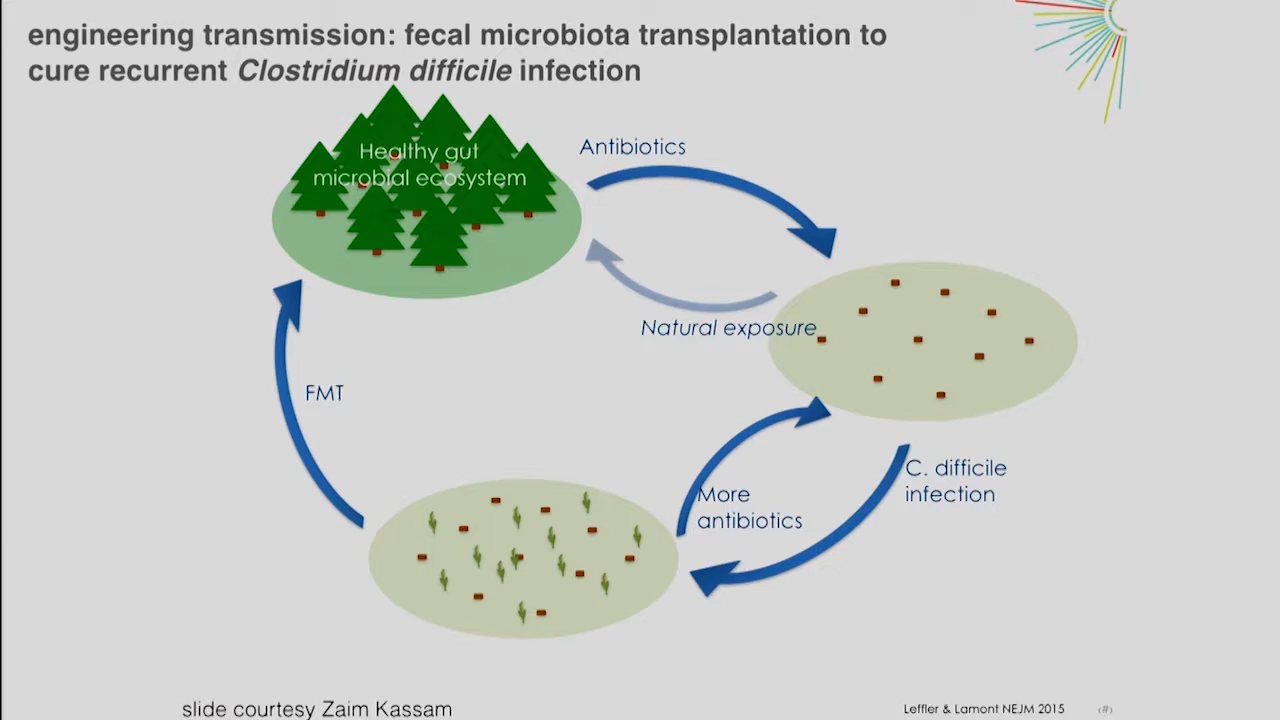 engineering transmission: fecal microbiota transplantation to
cure recurrent Clostridium difficile infection
Healthy gut
microbial ecosystem
Antibiotics
Natural exposure
FMT
More
antibiotics
C. difficile
infection
slide courtesy Zaim Kassam
Leffler & Lamont NEJM 2015
(#)